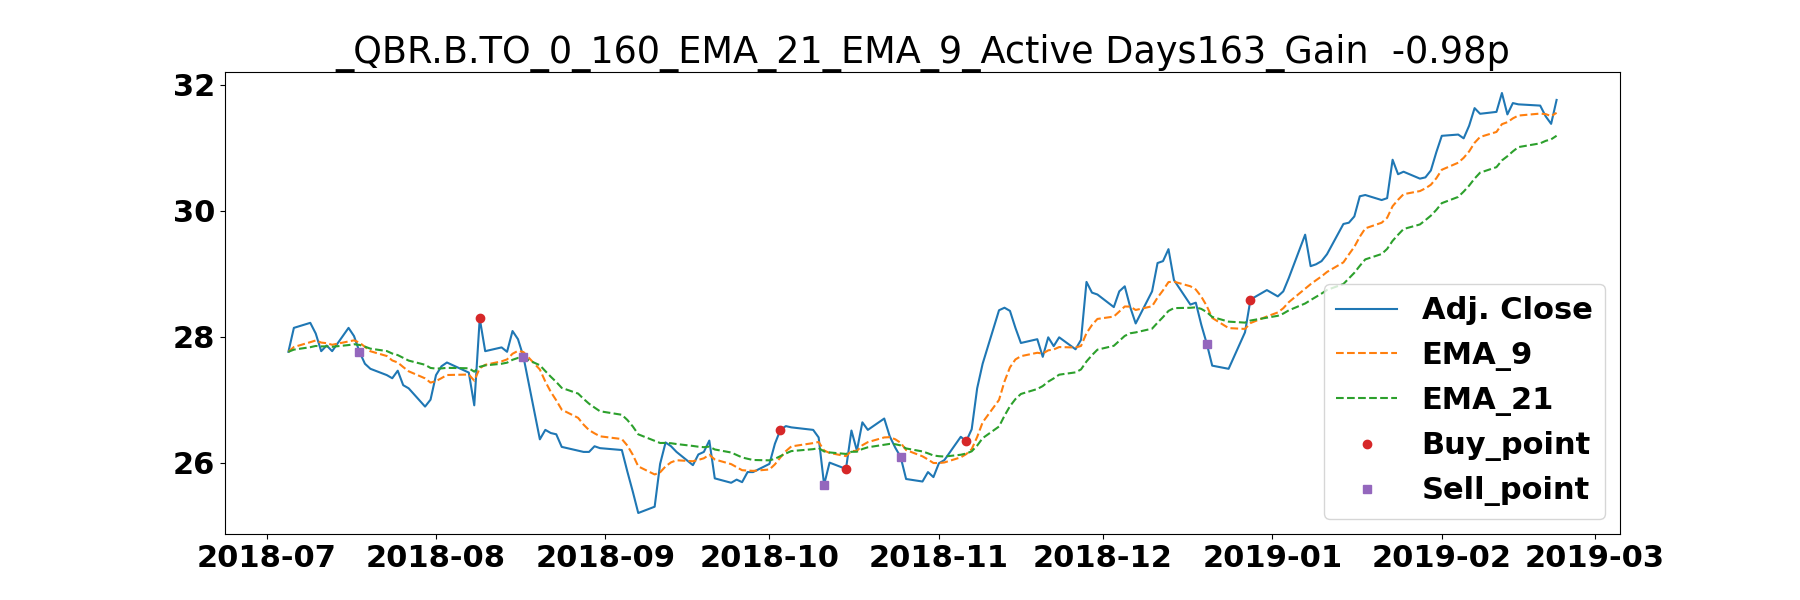 _QBR.B.TO_0_160_EMA_21_EMA_9_Active Days163_Gain  -0.98p
32
30
28
26
Adj. Close
EMA_9
EMA_21
Buy_point
Sell_point
2018-07 2018-08 2018-09 2018-10 2018-11 2018-12 2019-01 2019-02 2019-03